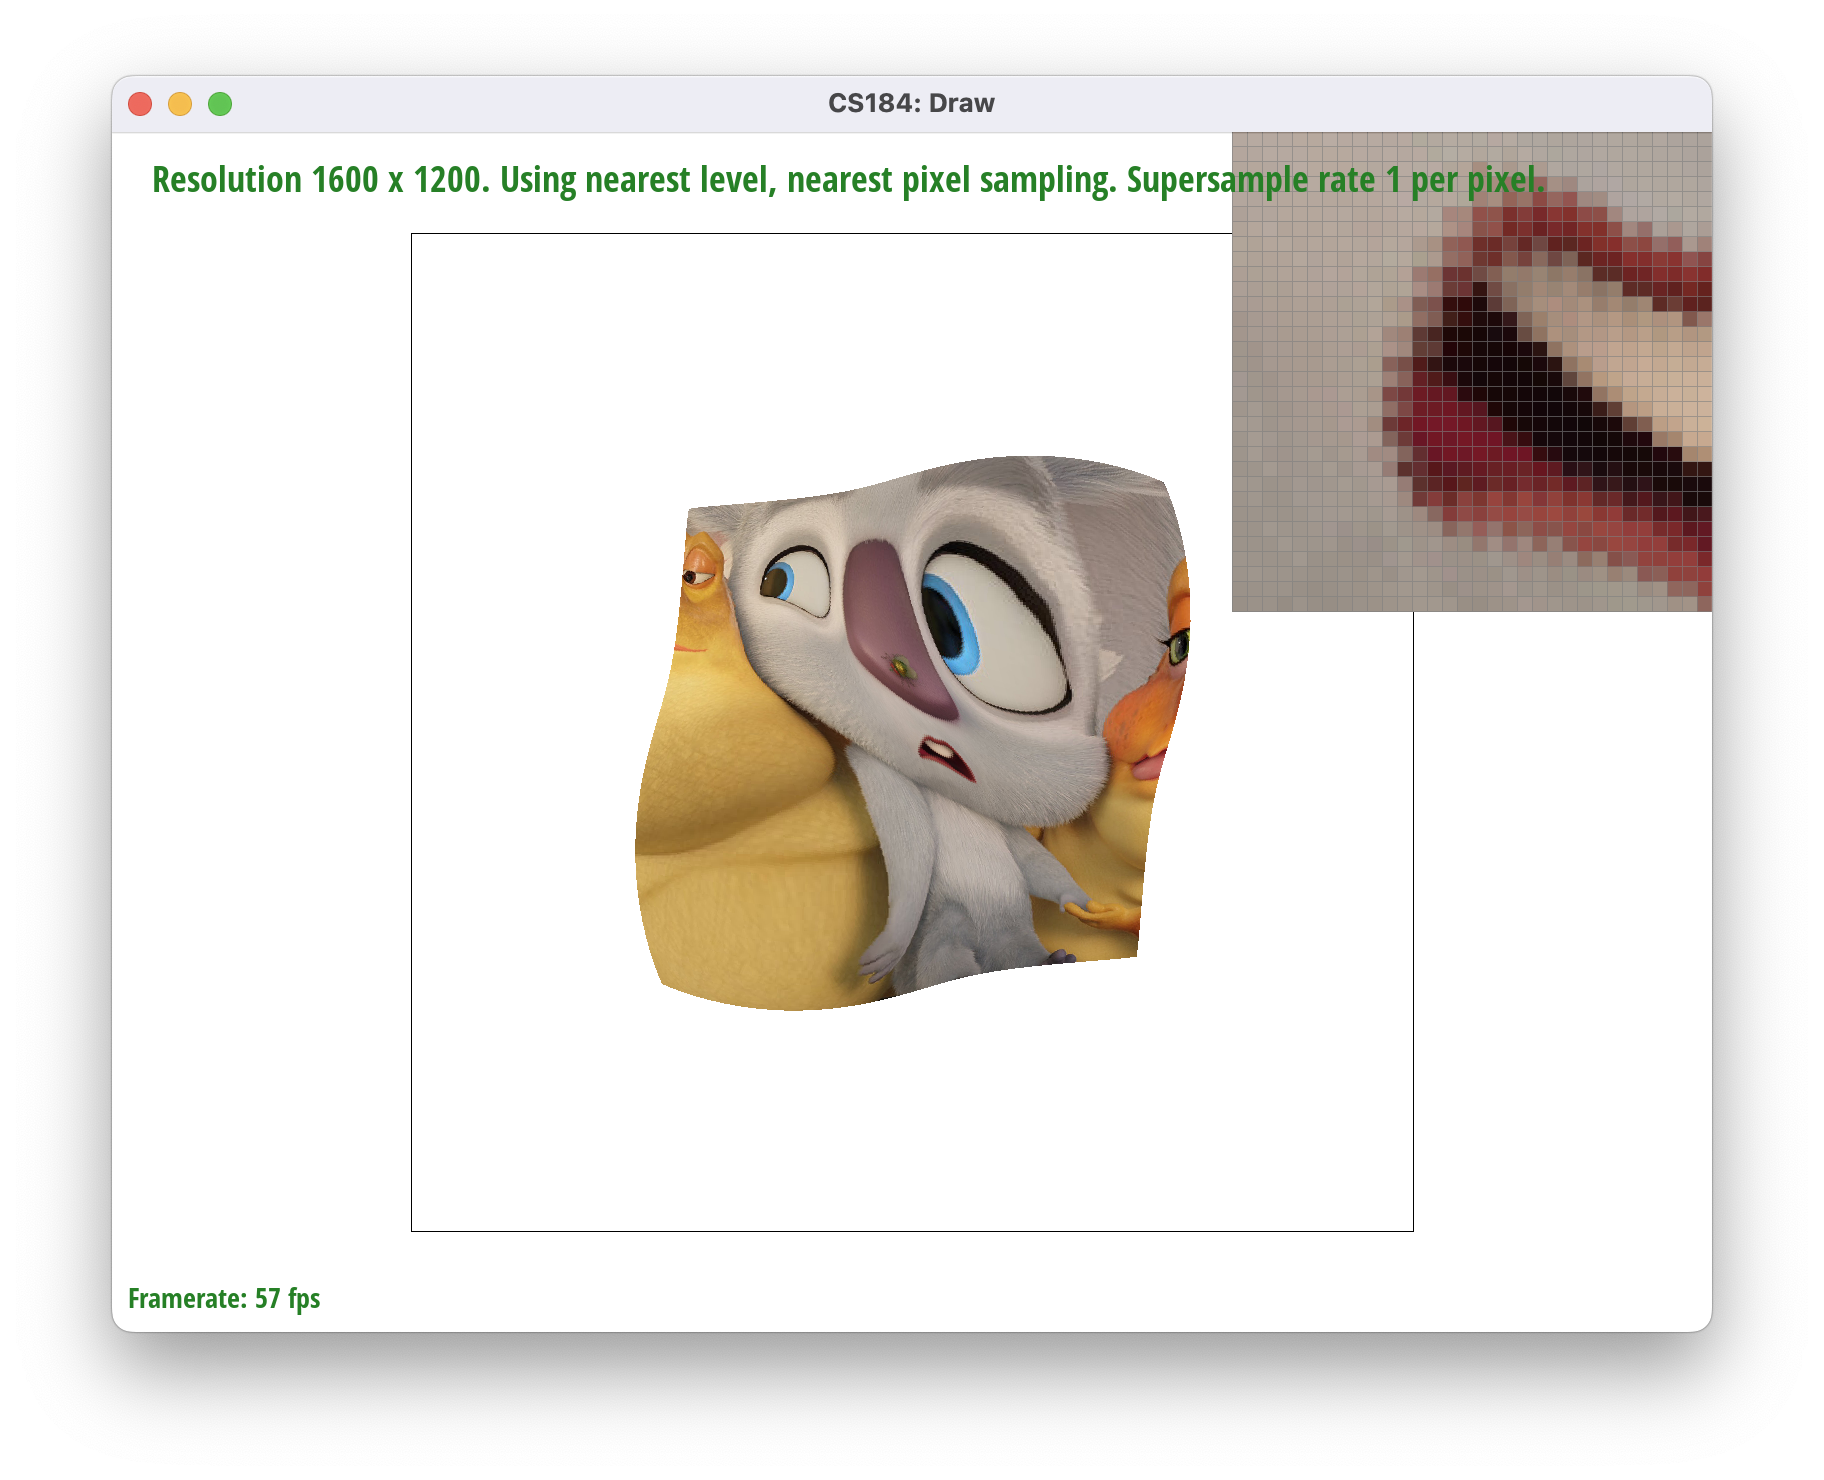 CS184: Draw
Resolution 1600 x 1200. Using nearest level, nearest pixel sampling. Supersample rate 1 per pixel.
Framerate: 57 fps